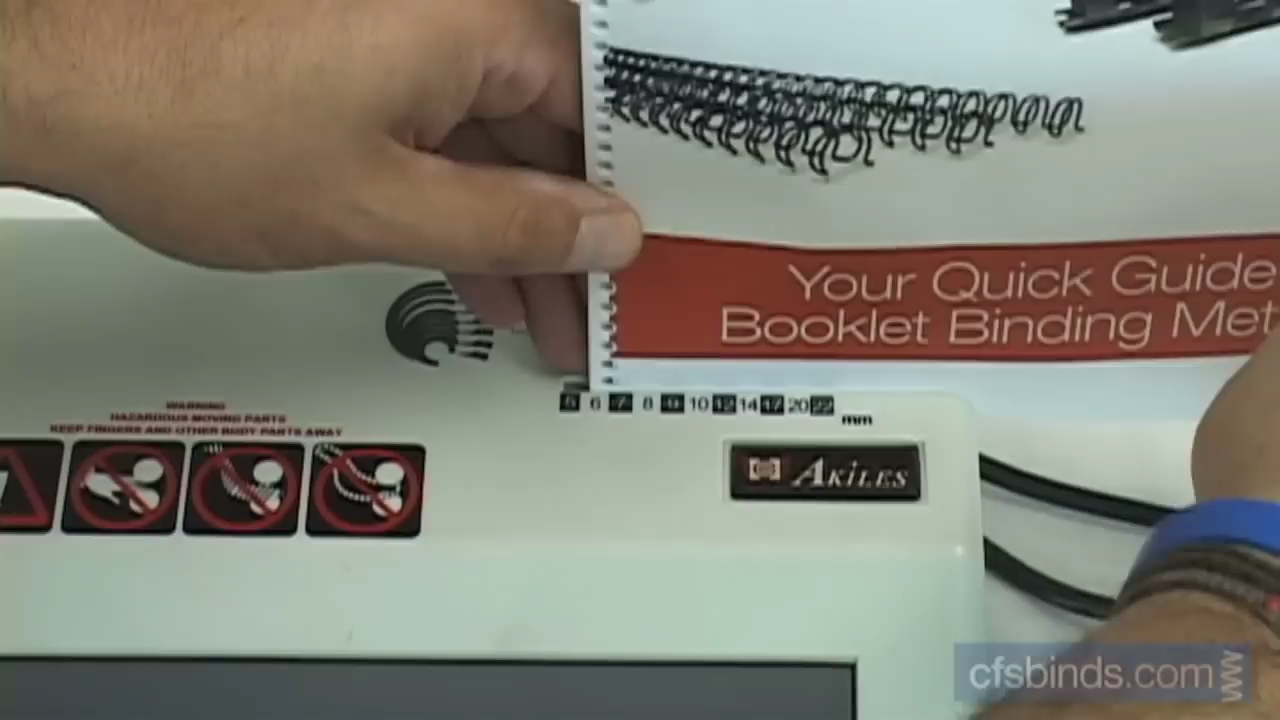 Your Quick Guide
Booklet Binding Met
5 6 7 8 9 10 12 14 17 20 22
mm
WARNING
HAZARDOUS MOVING PARTS
KEEP FINGERS AND OTHER BODY PARTS AWAY
AKiLES
cfsbinds.com
WWW